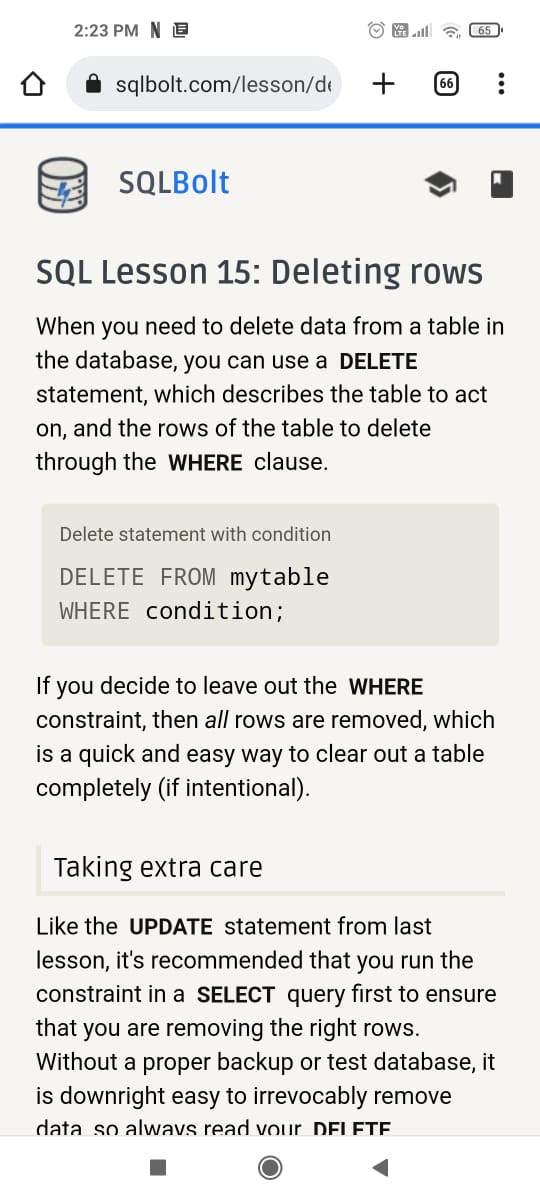 2:23 PM N
Vo LTE 65
sqlbolt.com/lesson/de
66
SQLBolt
SQL Lesson 15: Deleting rows
When you need to delete data from a table in
the database, you can use a DELETE
statement, which describes the table to act
on, and the rows of the table to delete
through the WHERE clause.
Delete statement with condition
DELETE FROM mytable
WHERE condition;
If you decide to leave out the WHERE
constraint, then all rows are removed, which
is a quick and easy way to clear out a table
completely (if intentional).
Taking extra care
Like the UPDATE statement from last
lesson, it's recommended that you run the
constraint in a SELECT query first to ensure
that you are removing the right rows.
Without a proper backup or test database, it
is downright easy to irrevocably remove
data, so always read your DELETE